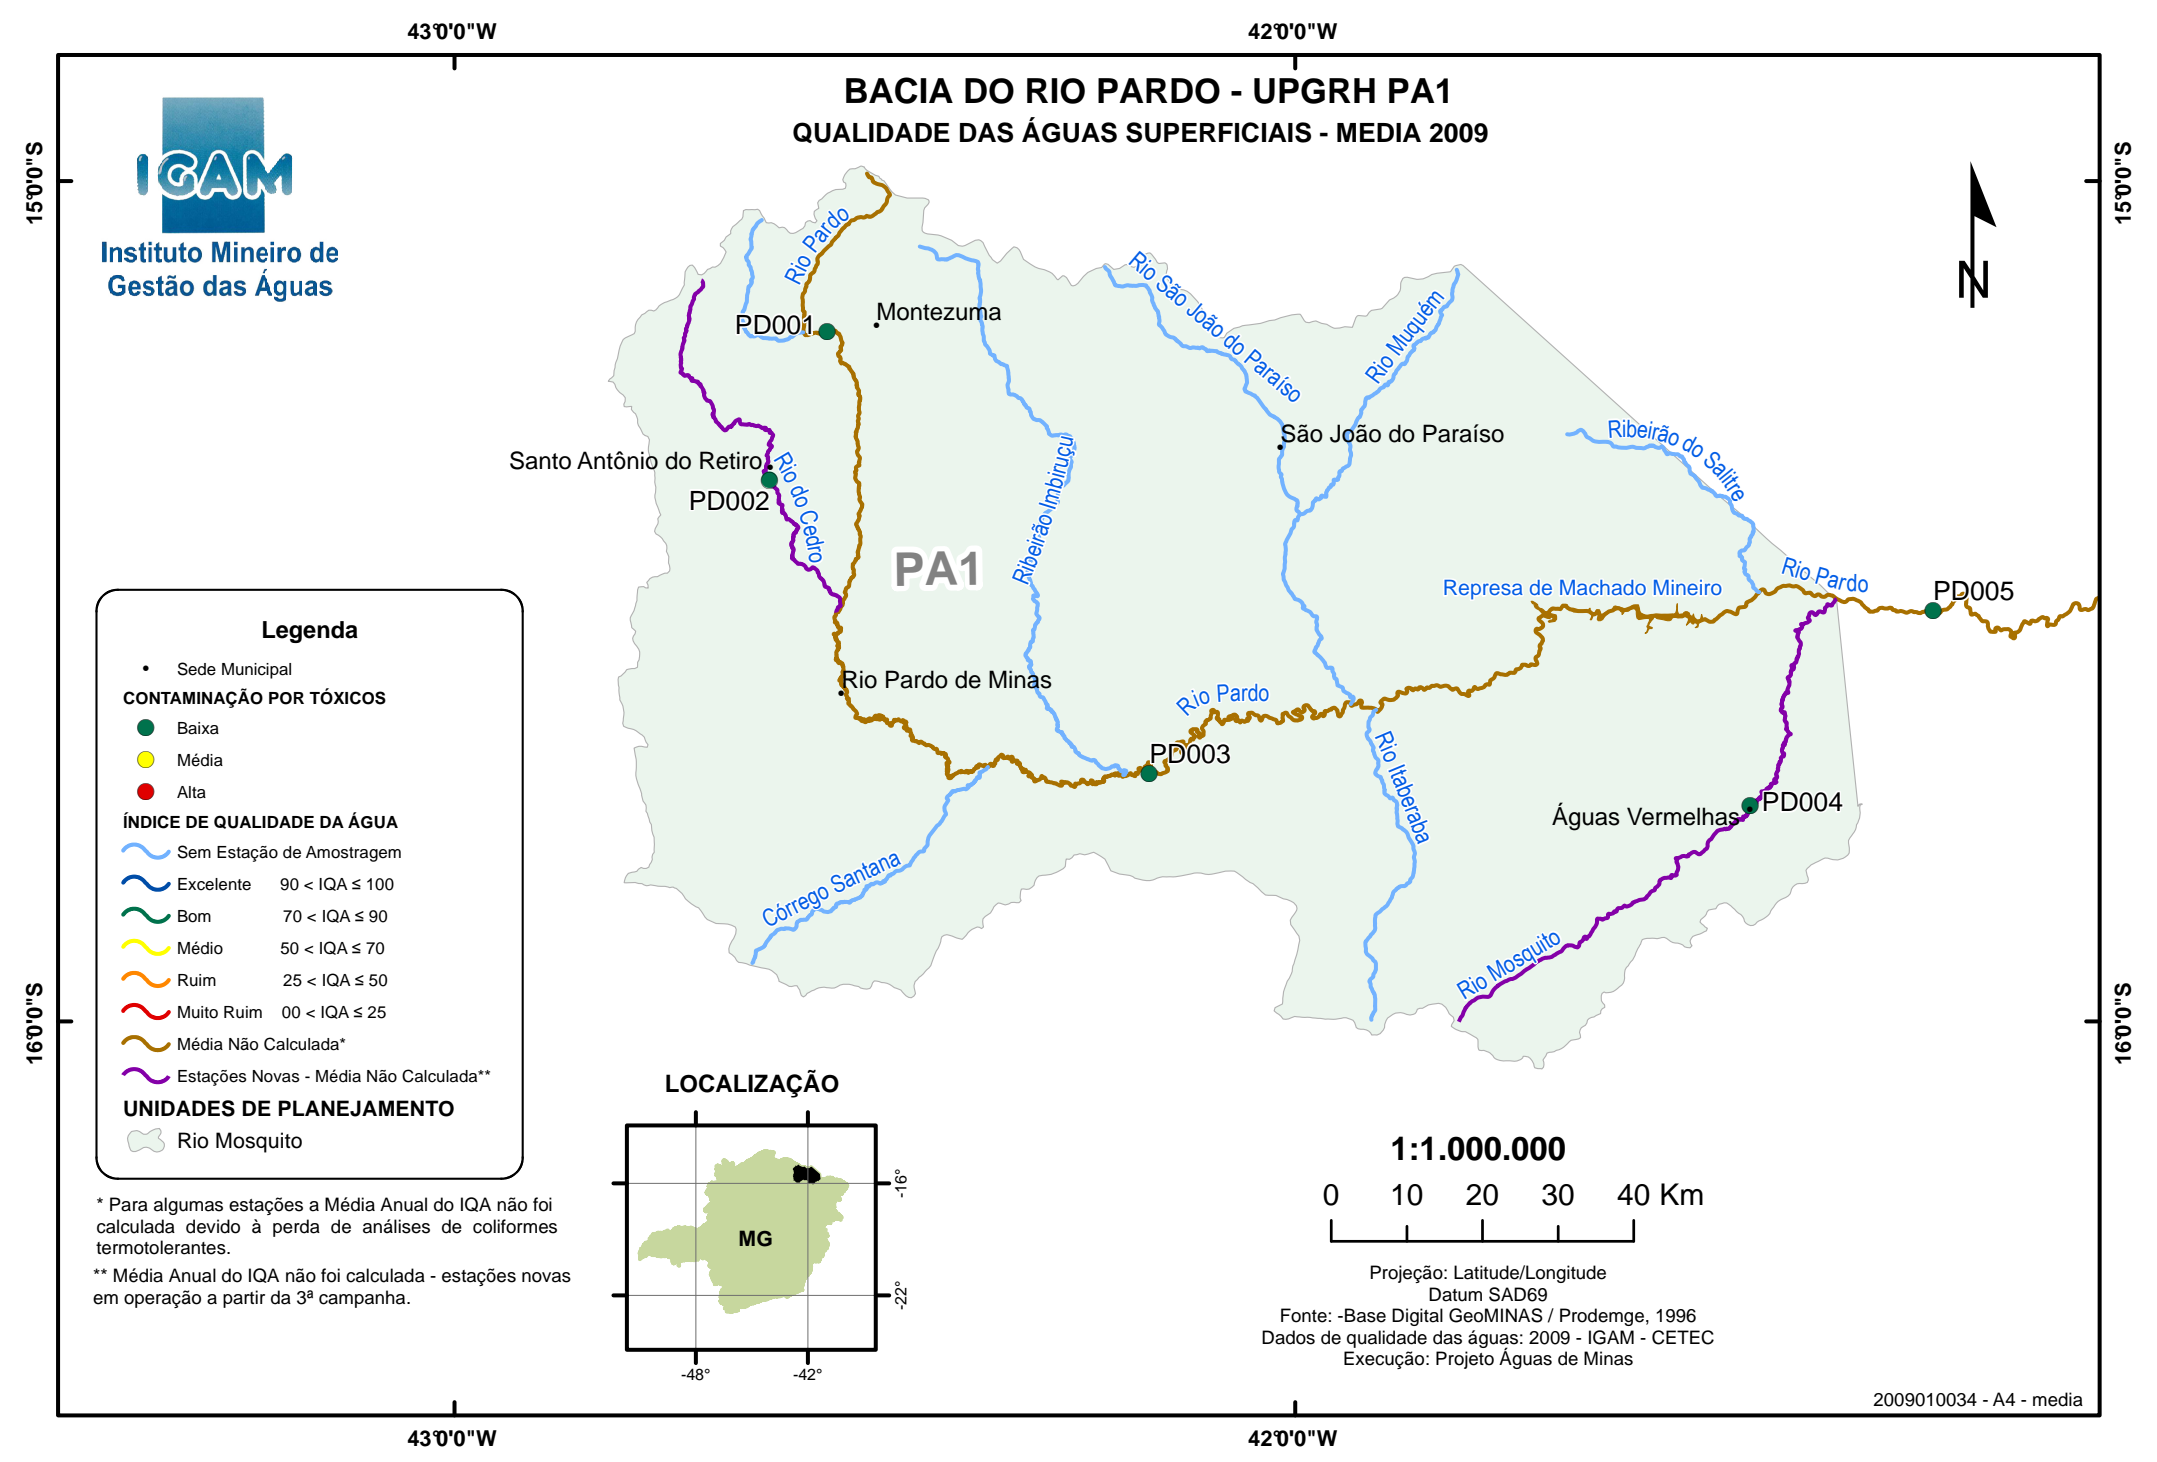 43°0'0"W
42°0'0"W
BACIA DO RIO PARDO - UPGRH PA1
QUALIDADE DAS ÁGUAS SUPERFICIAIS - MEDIA 2009
IGAM
Instituto Mineiro de
Gestão das Águas
15°0'0"S
15°0'0"S
N
Rio Pardo
PD001
Montezuma
Rio São João do Paraíso
Rio Muquém
São João do Paraíso
Ribeirão do Salitre
Santo Antônio do Retiro
PD002
Rio do Cedro
Ribeirão Imbiruçu
PA1
Represa de Machado Mineiro
Rio Pardo
PD005
Rio Pardo de Minas
Rio Pardo
PD003
Rio Itaberaba
PD004
Águas Vermelhas
Córrego Santana
Rio Mosquito
Legenda
Sede Municipal
CONTAMINAÇÃO POR TÓXICOS
Baixa
Média
Alta
ÍNDICE DE QUALIDADE DA ÁGUA
Sem Estação de Amostragem
Excelente 90 < IQA ≤ 100
Bom 70 < IQA ≤ 90
Médio 50 < IQA ≤ 70
Ruim 25 < IQA ≤ 50
Muito Ruim 00 < IQA ≤ 25
Média Não Calculada*
Estações Novas - Média Não Calculada**
UNIDADES DE PLANEJAMENTO
Rio Mosquito
16°0'0"S
16°0'0"S
* Para algumas estações a Média Anual do IQA não foi
calculada devido à perda de análises de coliformes
termotolerantes.
** Média Anual do IQA não foi calculada - estações novas
em operação a partir da 3ª campanha.
LOCALIZAÇÃO
MG
-16°
-22°
-48°
-42°
1:1.000.000
0 10 20 30 40 Km
Projeção: Latitude/Longitude
Datum SAD69
Fonte: -Base Digital GeoMINAS / Prodemge, 1996
Dados de qualidade das águas: 2009 - IGAM - CETEC
Execução: Projeto Águas de Minas
2009010034 - A4 - media
43°0'0"W
42°0'0"W